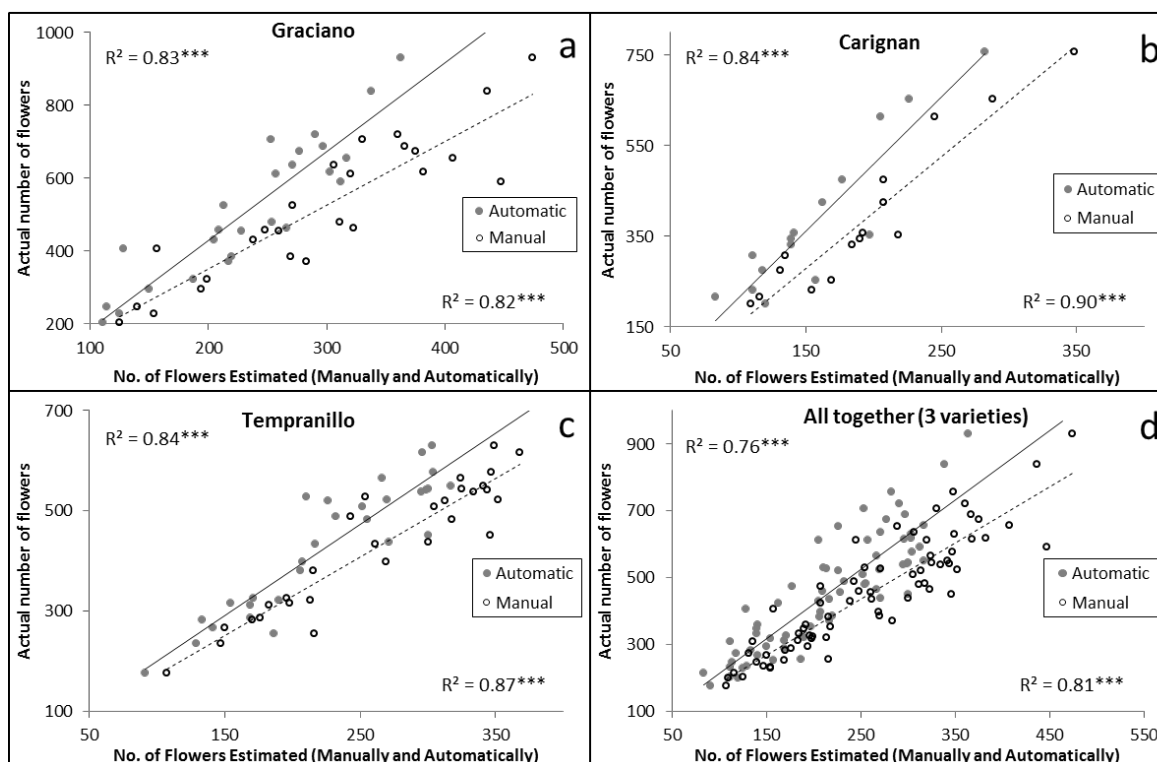 Graciano
a
R² = 0.83***
1000
800
600
400
200
Actual number of flowers
Automatic
Manual
R² = 0.82***
100 200 300 400 500
No. of Flowers Estimated (Manually and Automatically)
Carignan
b
R² = 0.84***
750
550
350
150
Actual number of flowers
Automatic
Manual
R² = 0.90***
50 150 250 350
No. of Flowers Estimated (Manually and Automatically)
Tempranillo
c
R² = 0.84***
700
500
300
100
Actual number of flowers
Automatic
Manual
R² = 0.87***
50 150 250 350
No. of Flowers Estimated (Manually and Automatically)
All together (3 varieties)
d
R² = 0.76***
900
700
500
300
100
Actual number of flowers
Automatic
Manual
R² = 0.81***
50 150 250 350 450 550
No. of Flowers Estimated (Manually and Automatically)